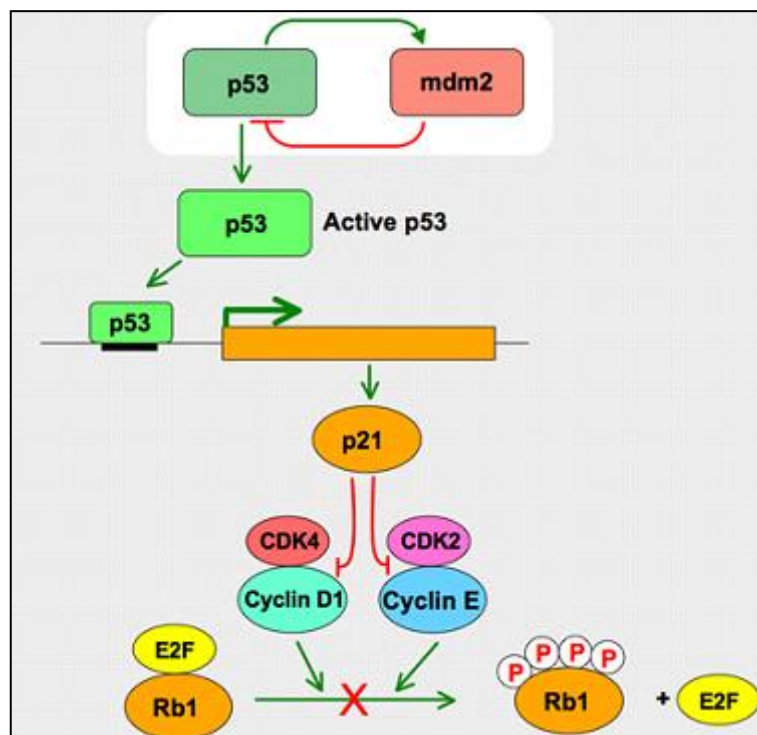 p53
mdm2
p53
Active p53
p53
p21
CDK4
CDK2
Cyclin D1
Cyclin E
E2F
Rb1
X
P P P P
Rb1
+
E2F